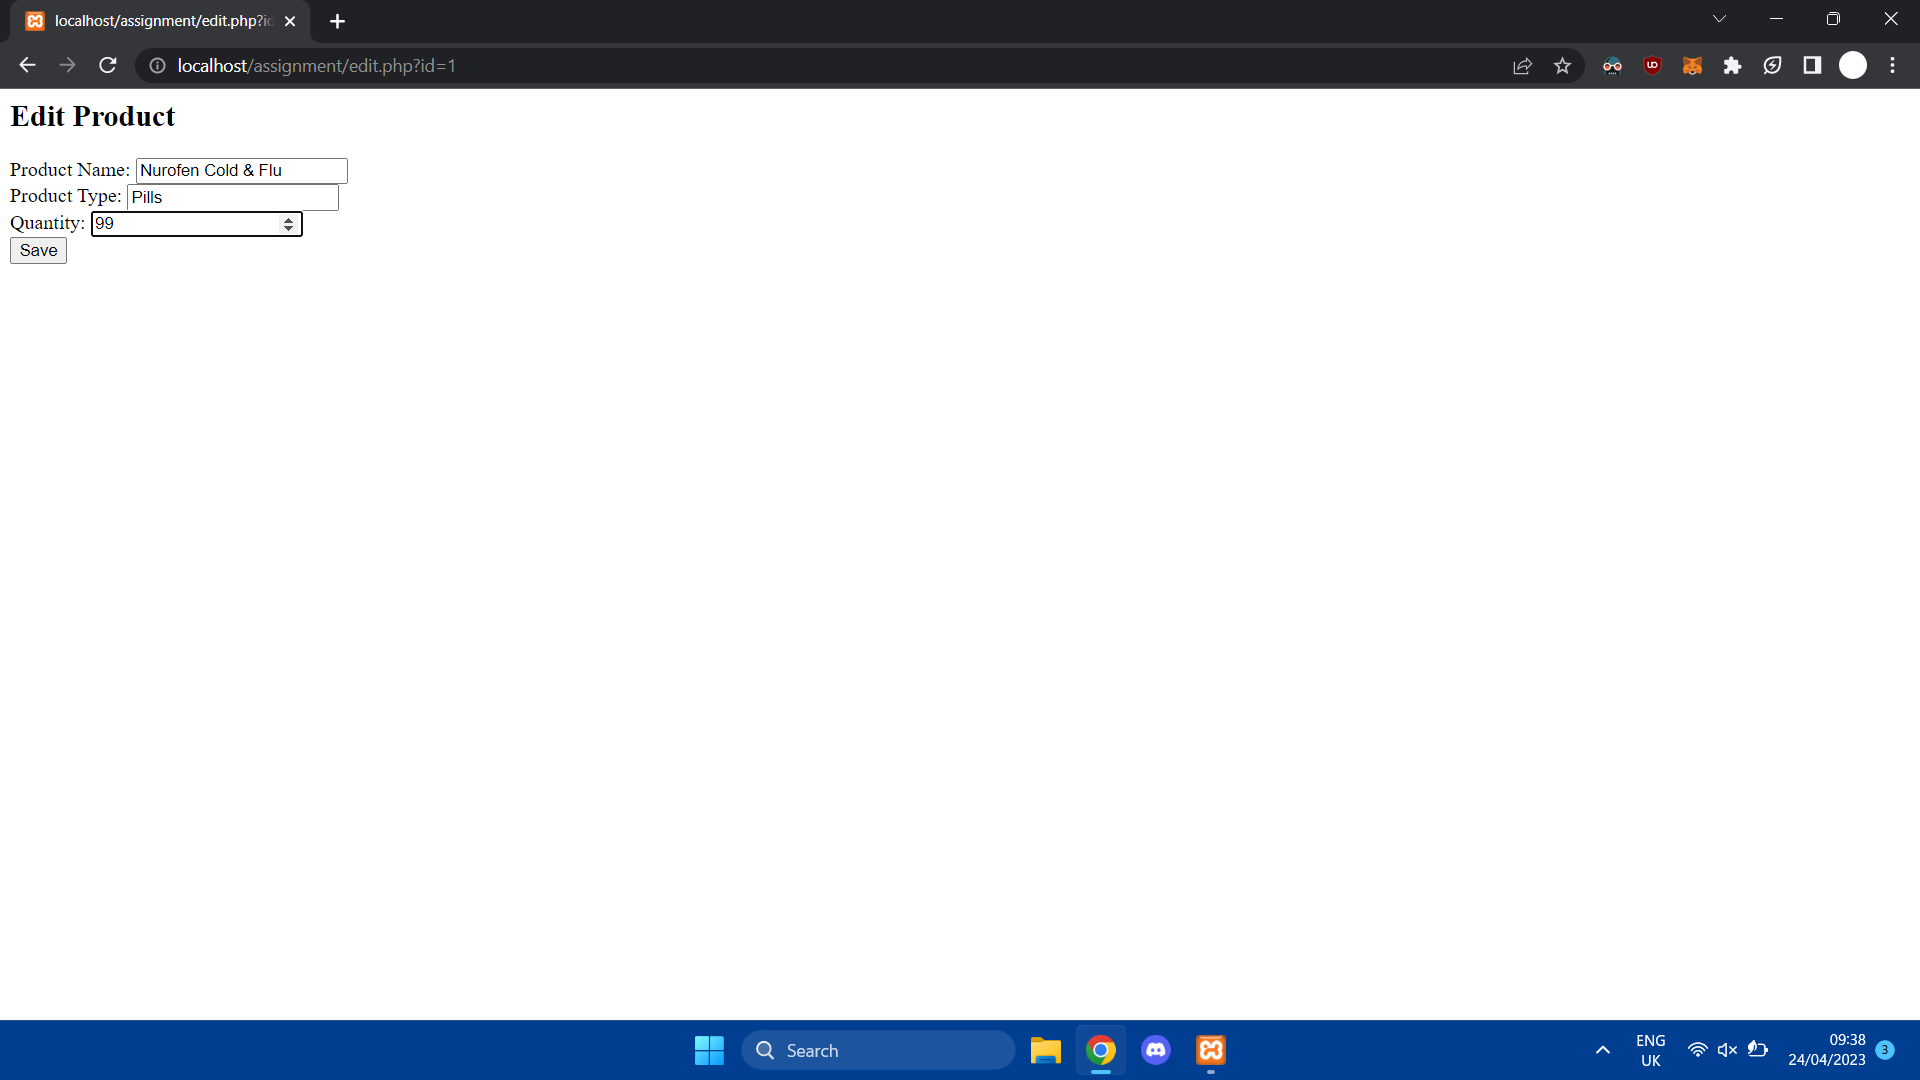 localhost/assignment/edit.php?id
localhost/assignment/edit.php?id=1
Edit Product
Product Name: Nurofen Cold & Flu
Product Type: Pills
Quantity: 99
Save
Search
ENG
UK
09:38
24/04/2023
3